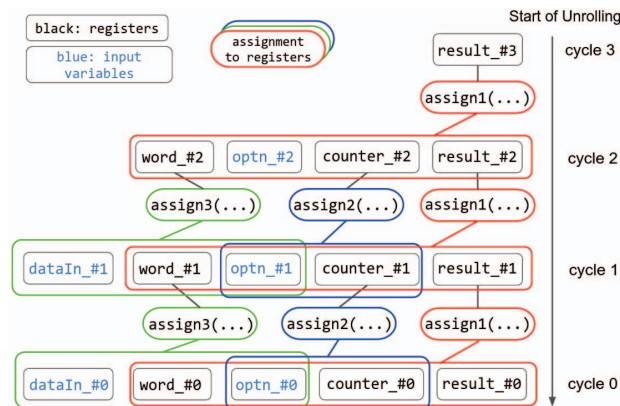 black: registers
blue: input
variables
assignment
to registers
Start of Unrolling
result_#3
cycle 3
assign1(...)
word_#2 optn_#2 counter_#2 result_#2
cycle 2
assign3(...) assign2(...) assign1(...)
dataIn_#1 word_#1 optn_#1 counter_#1 result_#1
cycle 1
assign3(...) assign2(...) assign1(...)
dataIn_#0 word_#0 optn_#0 counter_#0 result_#0
cycle 0